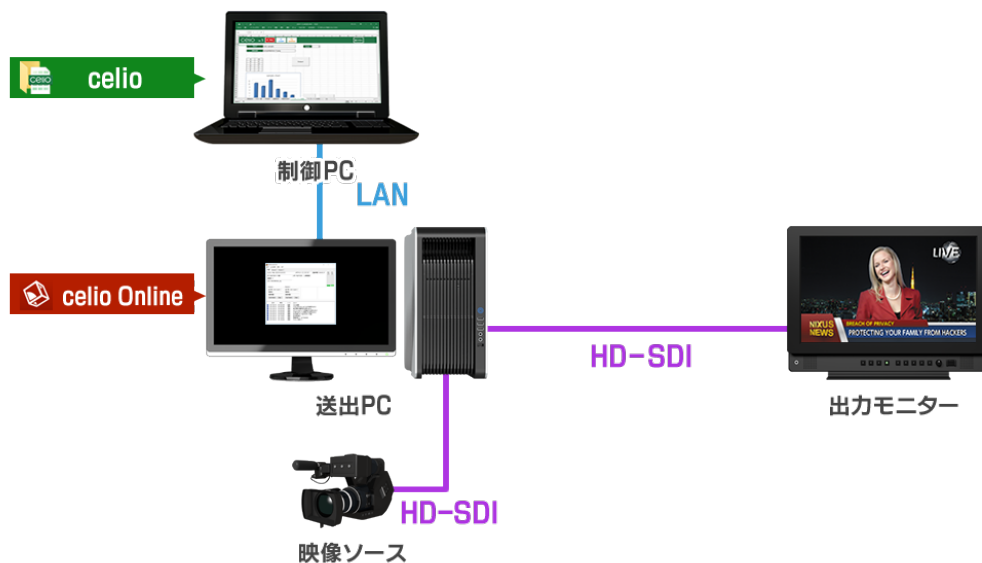 celio
celio
制御PC
LAN
celio Online
送出PC
HD-SDI
LIVE
NIXUS
NEWS
BREACH OF PRIVACY
PROTECTING YOUR FAMILY FROM HACKERS
出力モニター
HD-SDI
映像ソース